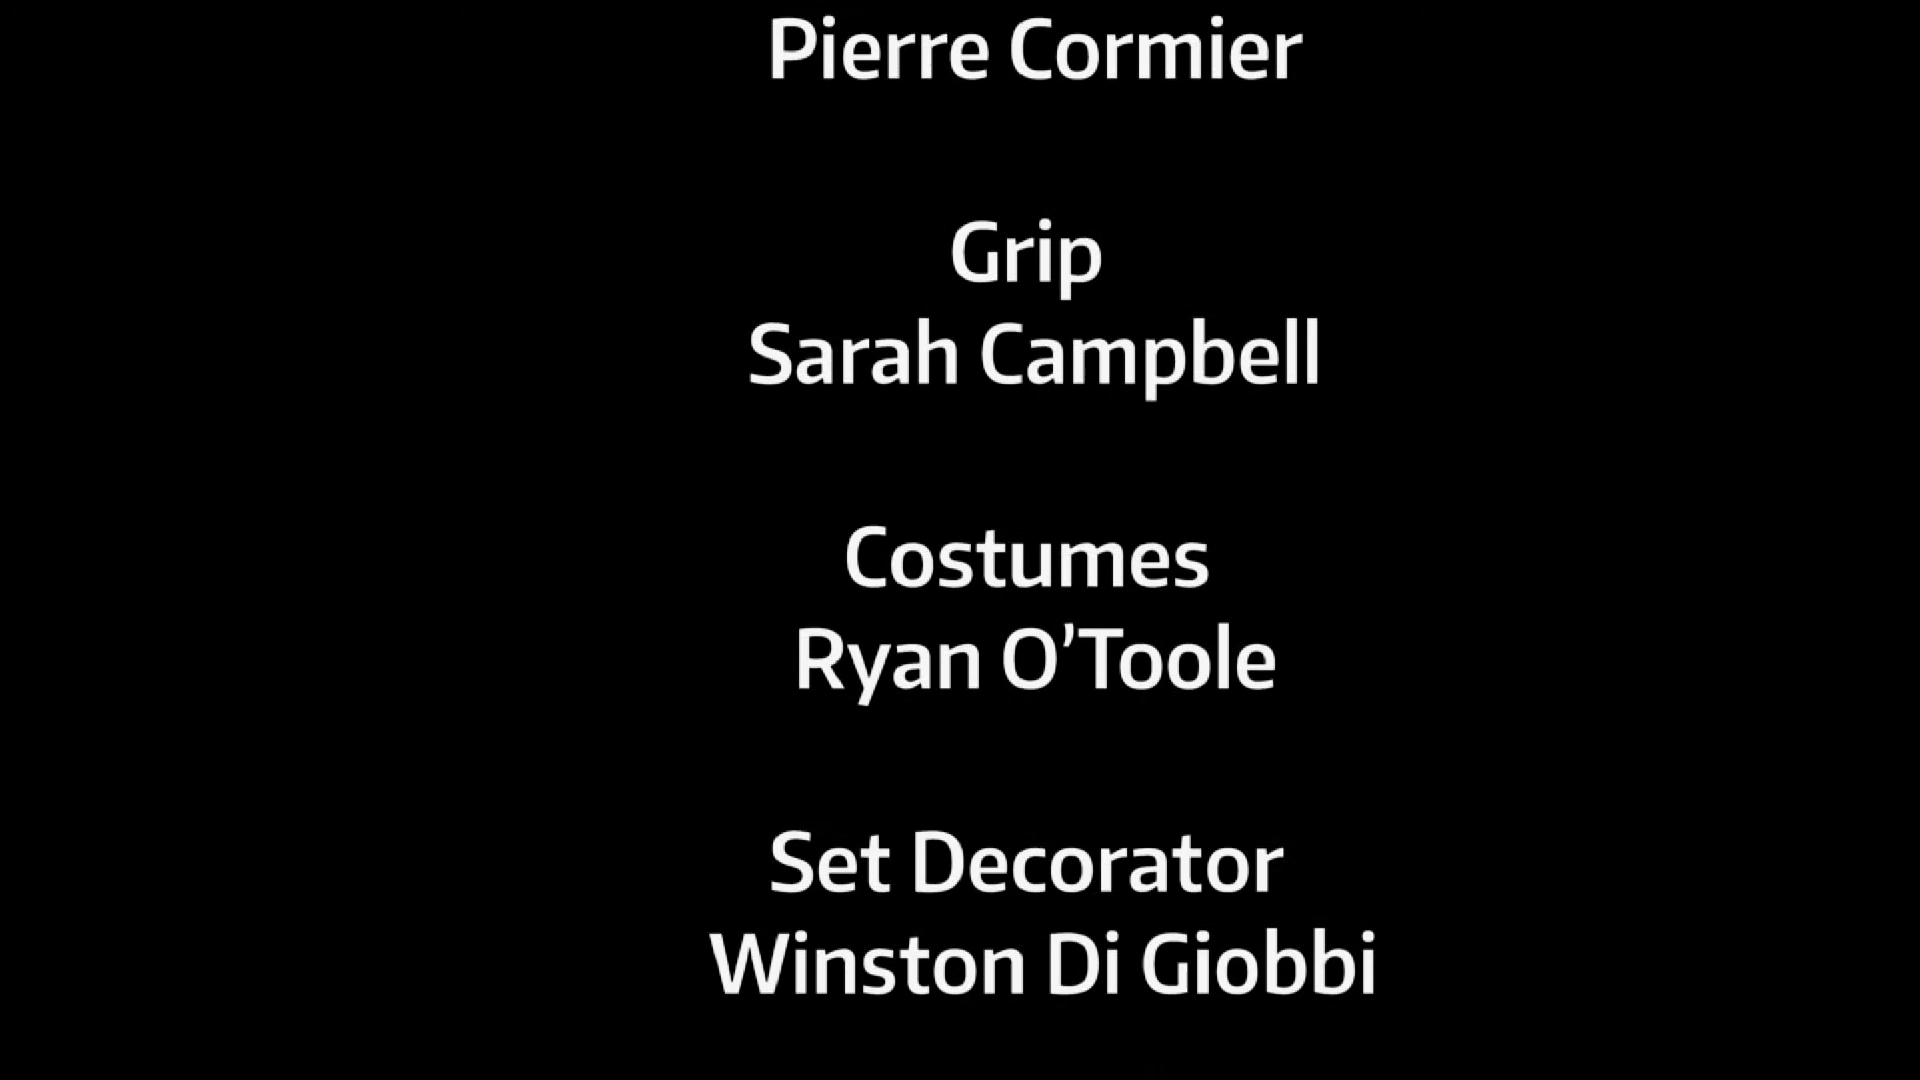 Pierre Cormier
Grip
Sarah Campbell
Costumes
Ryan O’Toole
Set Decorator
Winston Di Giobbi